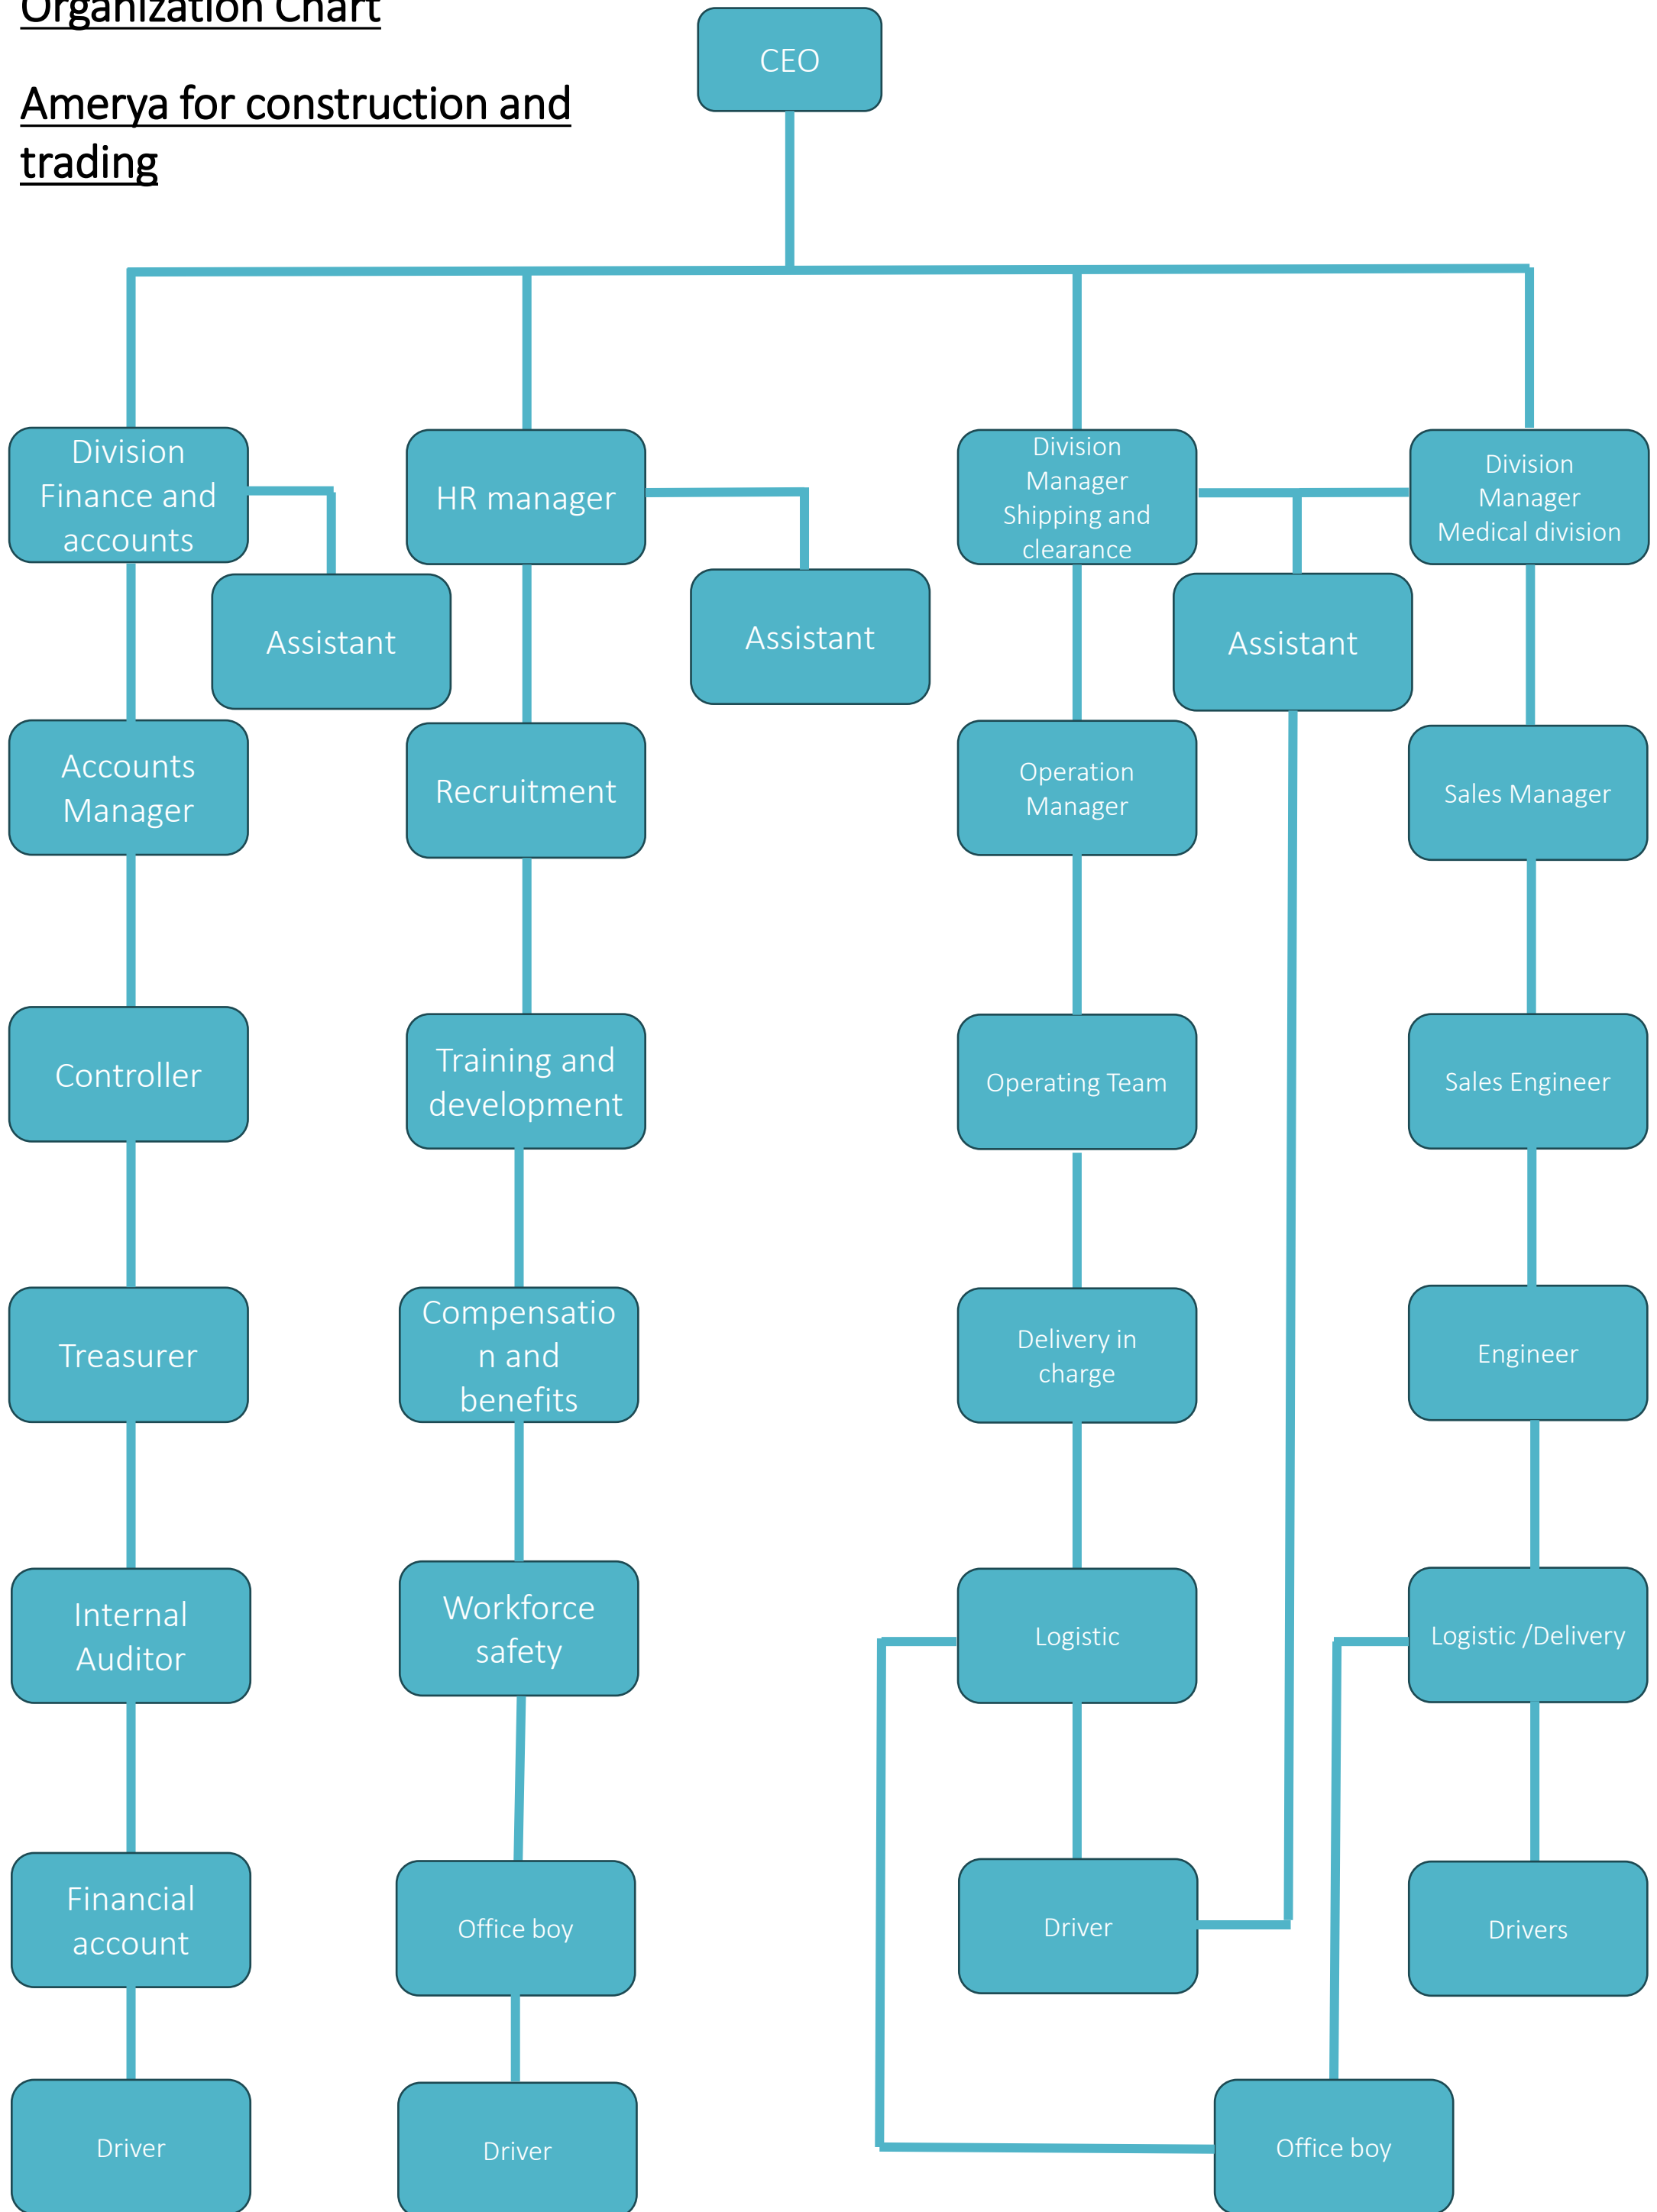 Organization Chart
Amerya for construction and
trading
CEO
Division
Finance and
accounts
HR manager
Division
Manager
Shipping and
clearance
Division
Manager
Medical division
Assistant
Assistant
Assistant
Accounts
Manager
Recruitment
Operation
Manager
Sales Manager
Controller
Training and
development
Operating Team
Sales Engineer
Treasurer
Compensatio
n and
benefits
Delivery in
charge
Engineer
Internal
Auditor
Workforce
safety
Logistic
Logistic /Delivery
Financial
account
Office boy
Driver
Drivers
Driver
Driver
Office boy